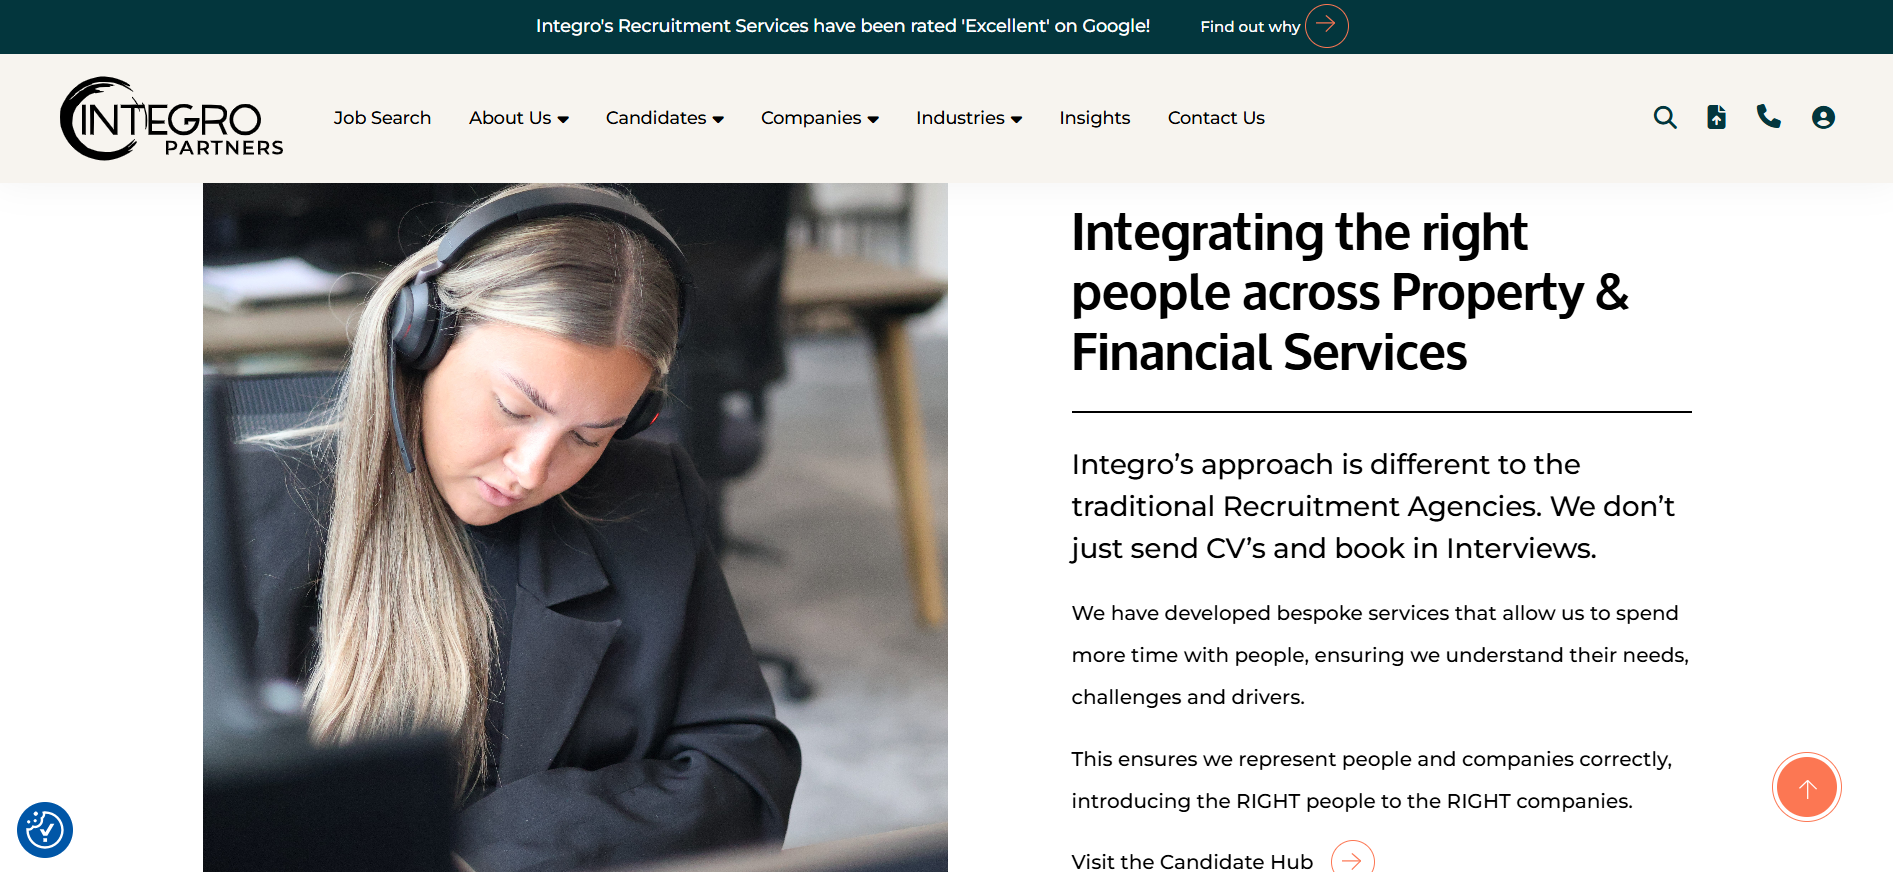 Integro's Recruitment Services have been rated 'Excellent' on Google!
Find out why
INTEGRO
PARTNERS
Job Search
About Us
Candidates
Companies
Industries
Insights
Contact Us
Integrating the right
people across Property &
Financial Services
Integro’s approach is different to the
traditional Recruitment Agencies. We don’t
just send CV’s and book in Interviews.
We have developed bespoke services that allow us to spend
more time with people, ensuring we understand their needs,
challenges and drivers.
This ensures we represent people and companies correctly,
introducing the RIGHT people to the RIGHT companies.
Visit the Candidate Hub